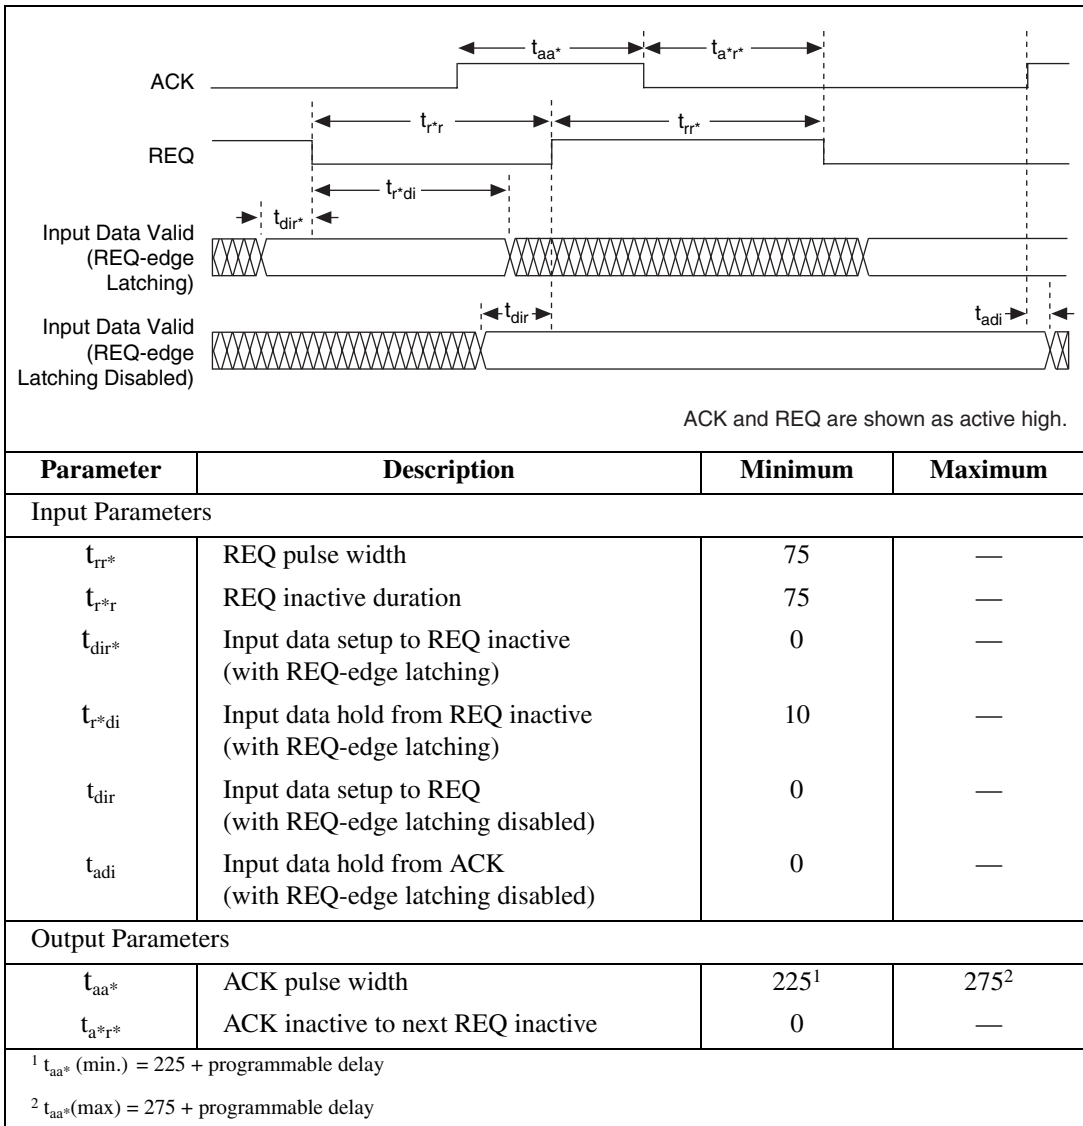 t_aa* t_a*r*
ACK
t_r*r t_rr*
REQ
t_r*di
t_dir*
Input Data Valid
(REQ-edge
Latching)
t_dir t_adi
Input Data Valid
(REQ-edge
Latching Disabled)
ACK and REQ are shown as active high.
Parameter Description Minimum Maximum
Input Parameters
t_rr* REQ pulse width 75 —
t_r*r REQ inactive duration 75 —
t_dir* Input data setup to REQ inactive 0 —
(with REQ-edge latching)
t_r*di Input data hold from REQ inactive 10 —
(with REQ-edge latching)
t_dir Input data setup to REQ 0 —
(with REQ-edge latching disabled)
t_adi Input data hold from ACK 0 —
(with REQ-edge latching disabled)
Output Parameters
t_aa* ACK pulse width 225¹ 275²
t_a*r* ACK inactive to next REQ inactive 0 —
¹ t_aa* (min.) = 225 + programmable delay
² t_aa*(max) = 275 + programmable delay